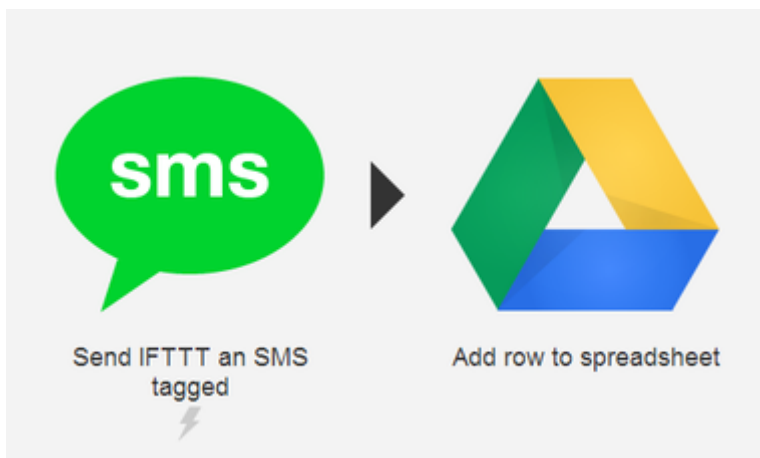 sms
Send IFTTT an SMS
tagged
Add row to spreadsheet